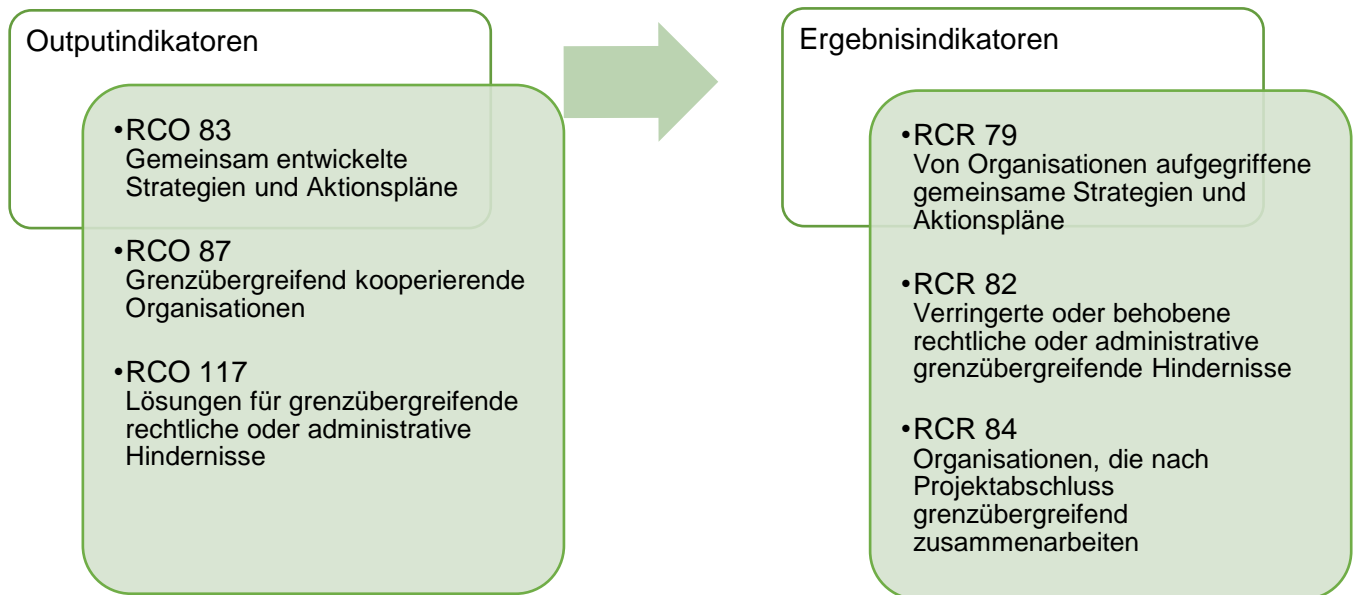 Outputindikatoren
•RCO 83
Gemeinsam entwickelte
Strategien und Aktionspläne
•RCO 87
Grenzübergreifend kooperierende
Organisationen
•RCO 117
Lösungen für grenzübergreifende
rechtliche oder administrative
Hindernisse
Ergebnisindikatoren
•RCR 79
Von Organisationen aufgegriffene
gemeinsame Strategien und
Aktionspläne
•RCR 82
Verringerte oder behobene
rechtliche oder administrative
grenzübergreifende Hindernisse
•RCR 84
Organisationen, die nach
Projektabschluss
grenzübergreifend
zusammenarbeiten